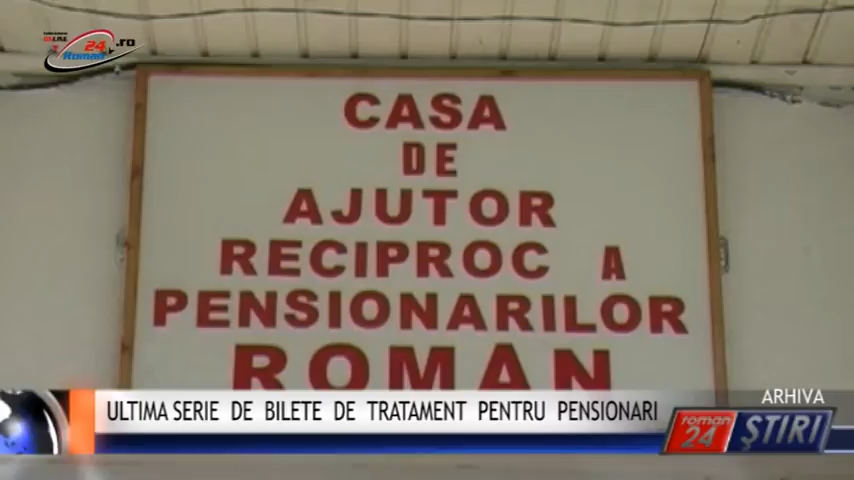 24.ro
Roman
CASA
DE
AJUTOR
RECIPROC A
PENSIONARILOR
ROMAN
ULTIMA SERIE DE BILETE DE TRATAMENT PENTRU PENSIONARI
ARHIVA
roman
24
ŞTIRI